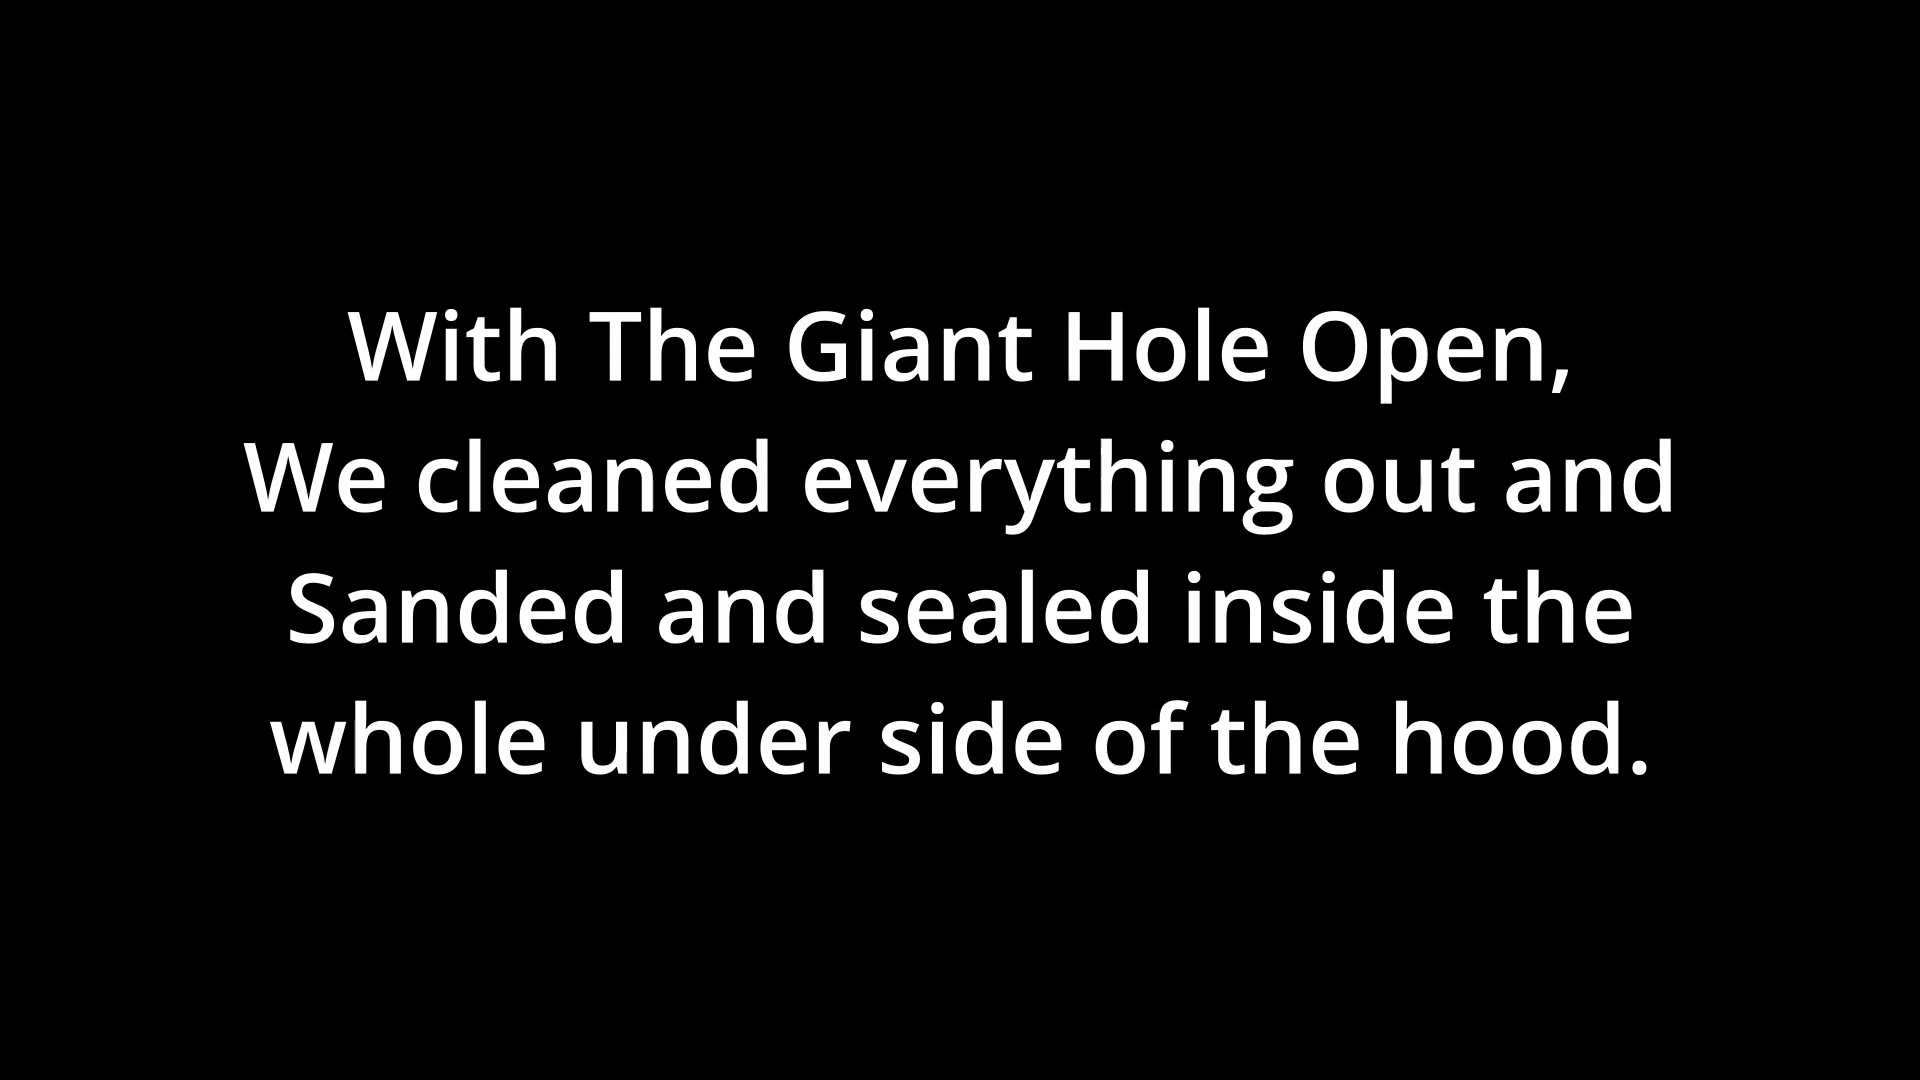 With The Giant Hole Open,
We cleaned everything out and
Sanded and sealed inside the
whole under side of the hood.